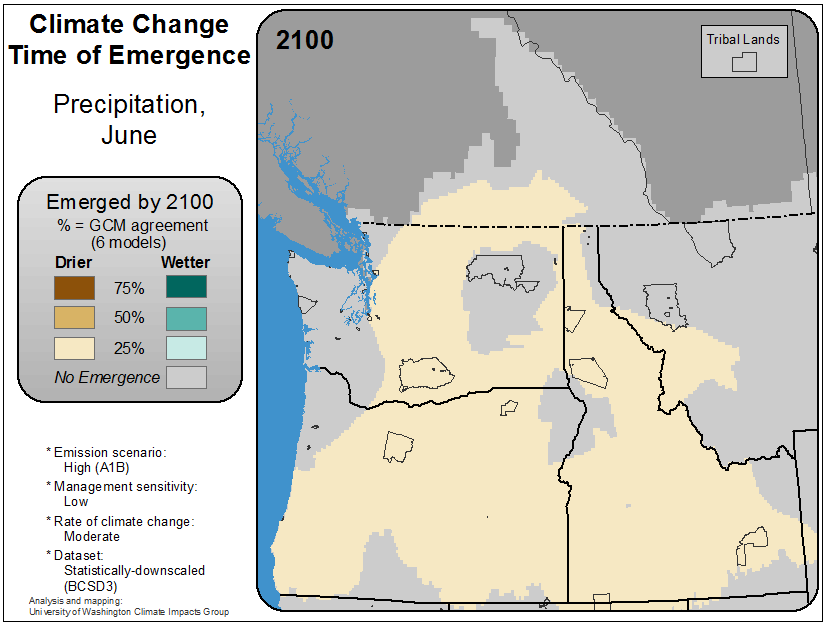 Climate Change
Time of Emergence
Precipitation,
June
Emerged by 2100
% = GCM agreement
(6 models)
Drier Wetter
75%
50%
25%
No Emergence
* Emission scenario:
High (A1B)
* Management sensitivity:
Low
* Rate of climate change:
Moderate
* Dataset:
Statistically-downscaled
(BCSD3)
Analysis and mapping:
University of Washington Climate Impacts Group
2100
Tribal Lands